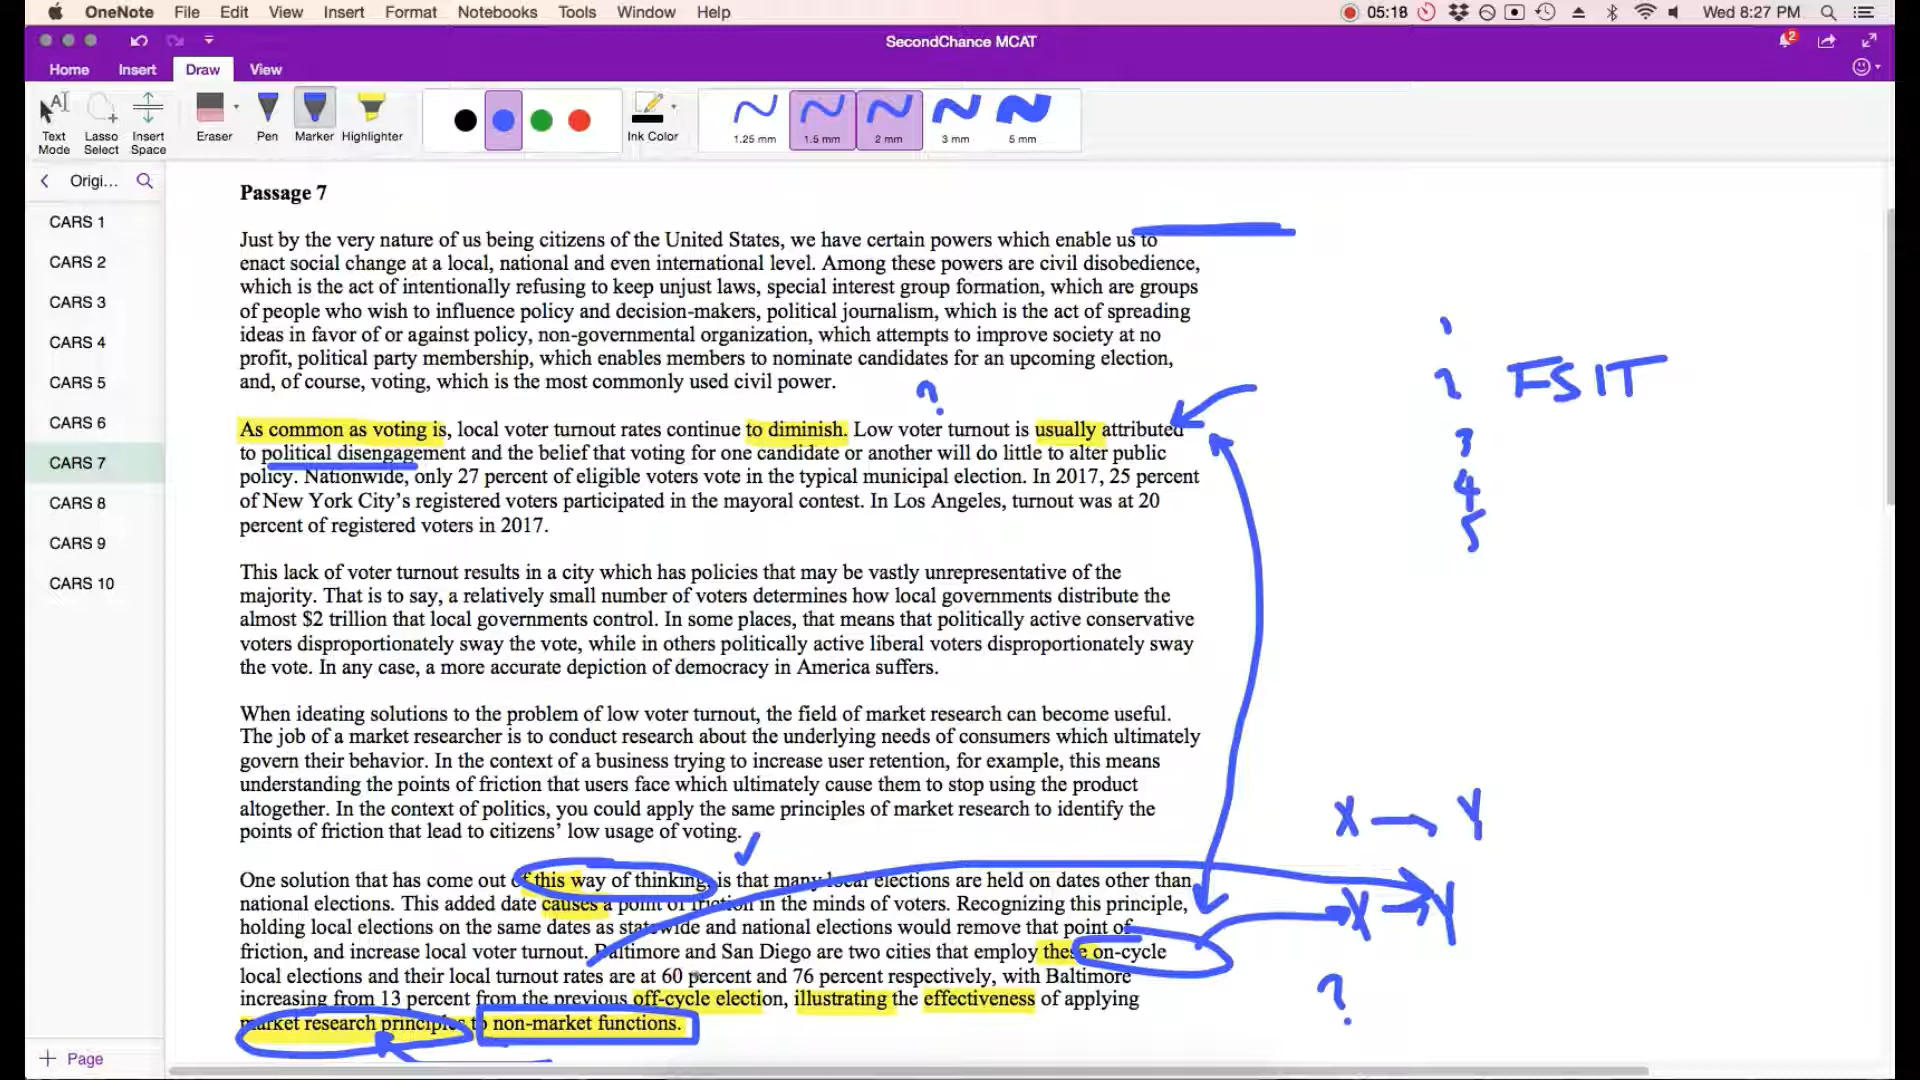 OneNote File Edit View Insert Format Notebooks Tools Window Help 05:18 Wed 8:27 PM
SecondChance MCAT 2
Home Insert Draw View
Text Mode Lasso Select Insert Space Eraser Pen Marker Highlighter Ink Color 1.25 mm 1.5 mm 2 mm 3 mm 5 mm
Origi...
CARS 1
CARS 2
CARS 3
CARS 4
CARS 5
CARS 6
CARS 7
CARS 8
CARS 9
CARS 10
Page
Passage 7
Just by the very nature of us being citizens of the United States, we have certain powers which enable us to
enact social change at a local, national and even international level. Among these powers are civil disobedience,
which is the act of intentionally refusing to keep unjust laws, special interest group formation, which are groups
of people who wish to influence policy and decision-makers, political journalism, which is the act of spreading
ideas in favor of or against policy, non-governmental organization, which attempts to improve society at no
profit, political party membership, which enables members to nominate candidates for an upcoming election,
and, of course, voting, which is the most commonly used civil power.
?
As common as voting is, local voter turnout rates continue to diminish. Low voter turnout is usually attributed
to political disengagement and the belief that voting for one candidate or another will do little to alter public
policy. Nationwide, only 27 percent of eligible voters vote in the typical municipal election. In 2017, 25 percent
of New York City's registered voters participated in the mayoral contest. In Los Angeles, turnout was at 20
percent of registered voters in 2017.
This lack of voter turnout results in a city which has policies that may be vastly unrepresentative of the
majority. That is to say, a relatively small number of voters determines how local governments distribute the
almost $2 trillion that local governments control. In some places, that means that politically active conservative
voters disproportionately sway the vote, while in others politically active liberal voters disproportionately sway
the vote. In any case, a more accurate depiction of democracy in America suffers.
When ideating solutions to the problem of low voter turnout, the field of market research can become useful.
The job of a market researcher is to conduct research about the underlying needs of consumers which ultimately
govern their behavior. In the context of a business trying to increase user retention, for example, this means
understanding the points of friction that users face which ultimately cause them to stop using the product
altogether. In the context of politics, you could apply the same principles of market research to identify the
points of friction that lead to citizens' low usage of voting.
One solution that has come out of this way of thinking, is that many local elections are held on dates other than
national elections. This added date causes a point of friction in the minds of voters. Recognizing this principle,
holding local elections on the same dates as statewide and national elections would remove that point of
friction, and increase local voter turnout. Baltimore and San Diego are two cities that employ these on-cycle
local elections and their local turnout rates are at 60 percent and 76 percent respectively, with Baltimore
increasing from 13 percent from the previous off-cycle election, illustrating the effectiveness of applying
market research principles to non-market functions.
1
2 FSIT
3
4
5
X → Y
X → Y
?